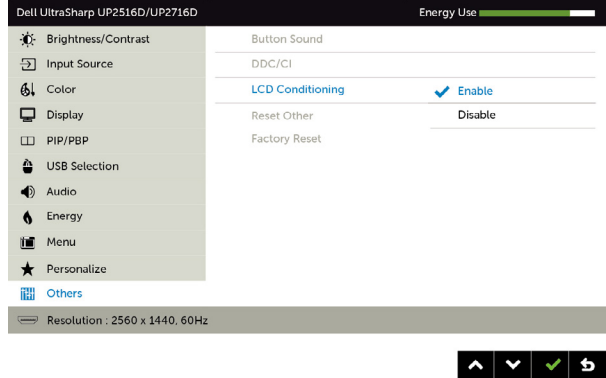 Dell UltraSharp UP2516D/UP2716D Energy Use
Brightness/Contrast
Input Source
Color
Display
PIP/PBP
USB Selection
Audio
Energy
Menu
Personalize
Others
Button Sound
DDC/CI
LCD Conditioning
Reset Other
Factory Reset
Enable
Disable
Resolution : 2560 x 1440, 60Hz